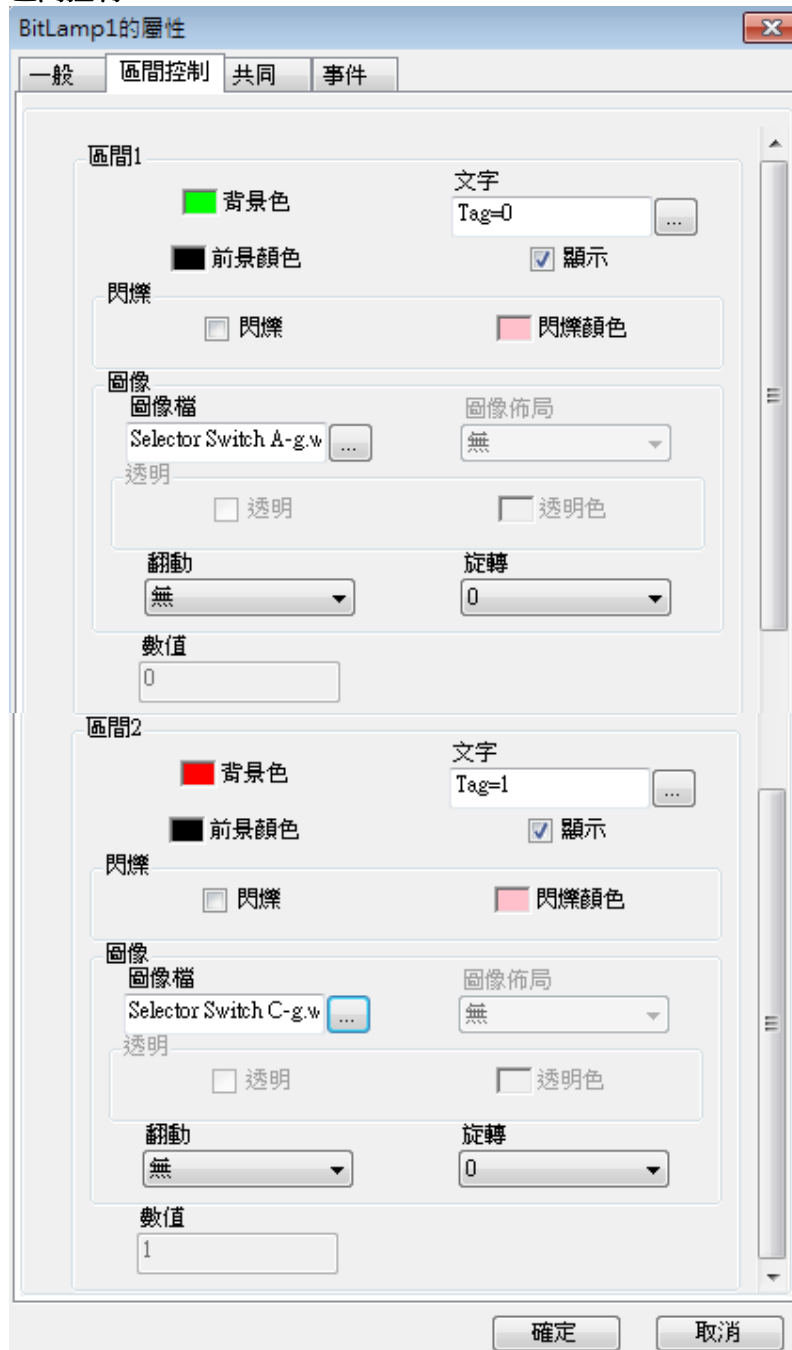 BitLamp1的屬性
一般 區間控制 共同 事件
區間1
背景色
文字
Tag=0 ...
前景顏色
顯示
閃爍
閃爍 閃爍顏色
圖像
圖像檔 圖像佈局
Selector Switch A-g.w ... 無
透明
透明 透明色
翻動 旋轉
無 0
數值
0
區間2
背景色
文字
Tag=1 ...
前景顏色
顯示
閃爍
閃爍 閃爍顏色
圖像
圖像檔 圖像佈局
Selector Switch C-g.w ... 無
透明
透明 透明色
翻動 旋轉
無 0
數值
1
確定 取消